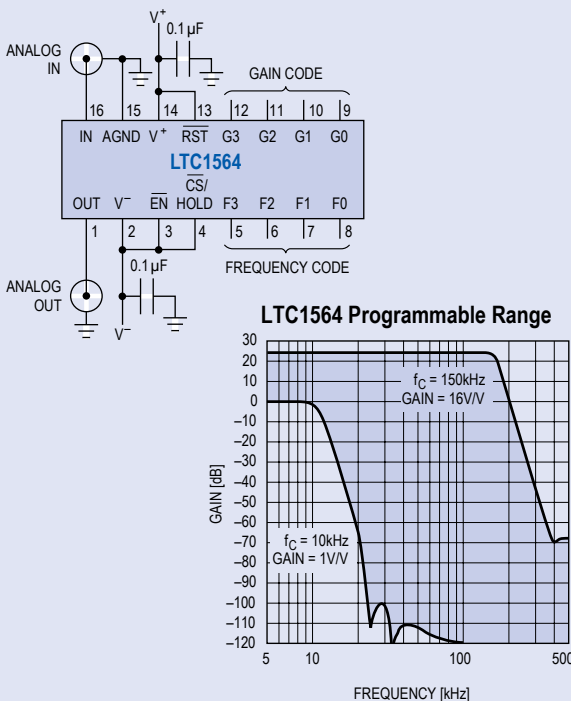 V+
0.1µF
ANALOG
IN
GAIN CODE
16 15 14 13 12 11 10 9
IN AGND V+ RST G3 G2 G1 G0
LTC1564
CS/
OUT V– EN HOLD F3 F2 F1 F0
1 2 3 4 5 6 7 8
FREQUENCY CODE
0.1µF
ANALOG
OUT
V–
LTC1564 Programmable Range
30
20
10
0
–10
–20
–30
–40
–50
–60
–70
–80
–90
–100
–110
–120
GAIN [dB]
fC = 150kHz
GAIN = 16V/V
fC = 10kHz
GAIN = 1V/V
5 10 100 500
FREQUENCY [kHz]